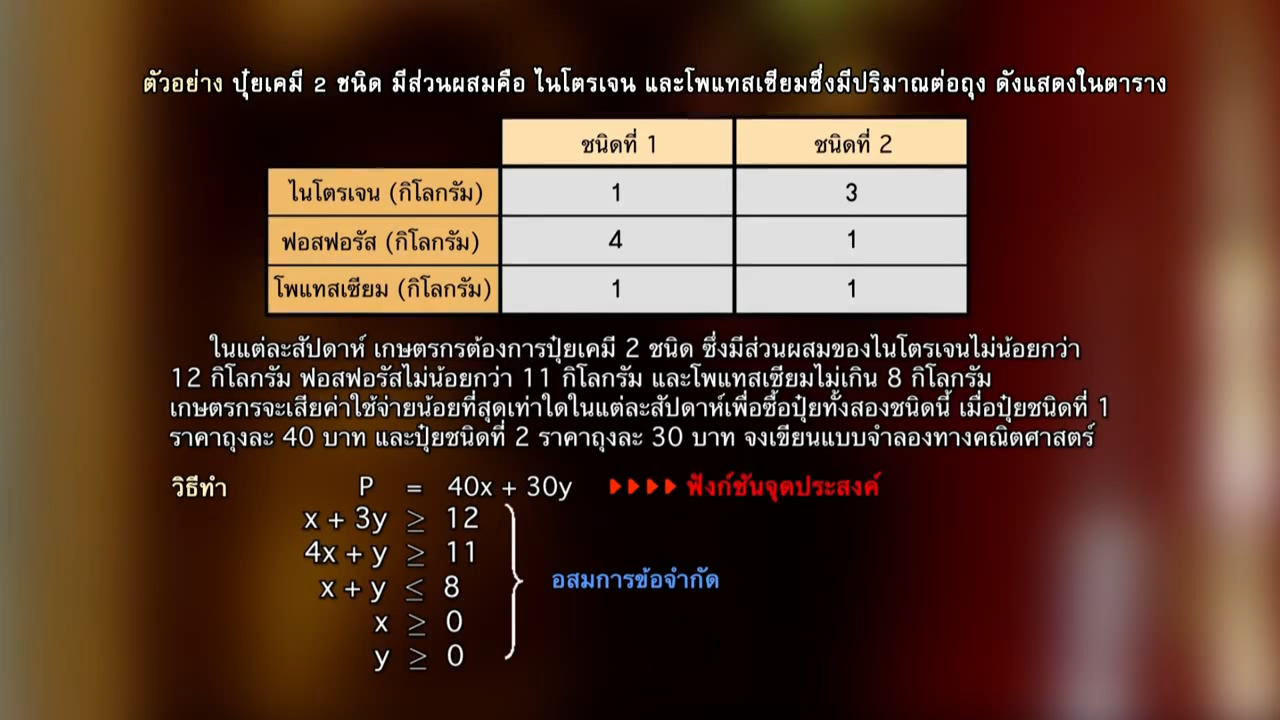 ตัวอย่าง ปุ๋ยเคมี 2 ชนิด มีส่วนผสมคือ ไนโตรเจน และโพแทสเซียมซึ่งมีปริมาณต่อถุง ดังแสดงในตาราง
ชนิดที่ 1 ชนิดที่ 2
ไนโตรเจน (กิโลกรัม) 1 3
ฟอสฟอรัส (กิโลกรัม) 4 1
โพแทสเซียม (กิโลกรัม) 1 1
ในแต่ละสัปดาห์ เกษตรกรต้องการปุ๋ยเคมี 2 ชนิด ซึ่งมีส่วนผสมของไนโตรเจนไม่น้อยกว่า
12 กิโลกรัม ฟอสฟอรัสไม่น้อยกว่า 11 กิโลกรัม และโพแทสเซียมไม่เกิน 8 กิโลกรัม
เกษตรกรจะเสียค่าใช้จ่ายน้อยที่สุดเท่าใดในแต่ละสัปดาห์เพื่อซื้อปุ๋ยทั้งสองชนิดนี้ เมื่อปุ๋ยชนิดที่ 1
ราคาถุงละ 40 บาท และปุ๋ยชนิดที่ 2 ราคาถุงละ 30 บาท จงเขียนแบบจำลองทางคณิตศาสตร์
วิธีทำ P = 40x + 30y ฟังก์ชันจุดประสงค์
x + 3y ≥ 12
4x + y ≥ 11
x + y ≤ 8
x ≥ 0
y ≥ 0
อสมการข้อจำกัด